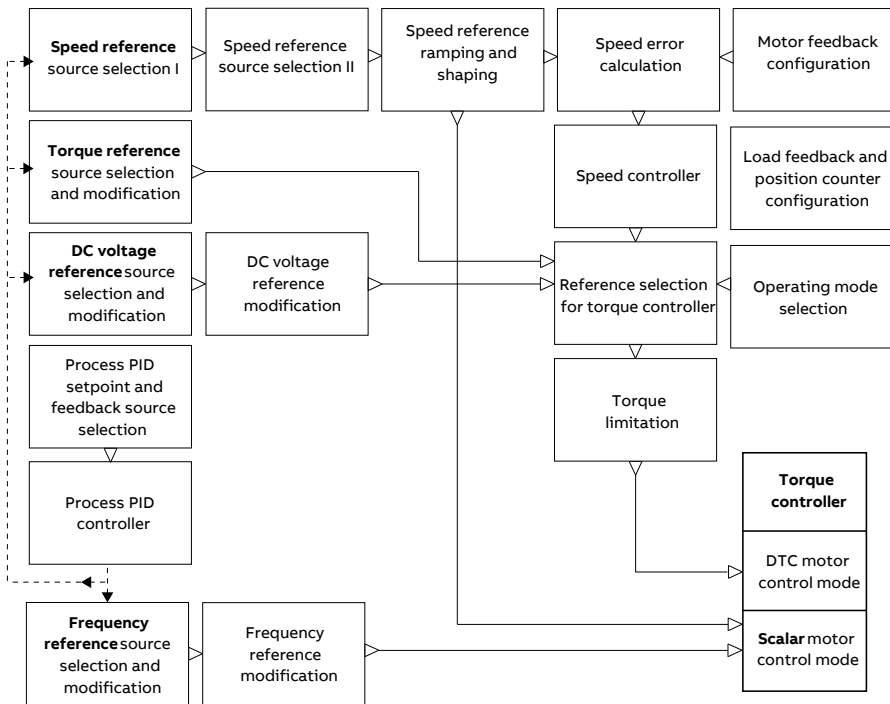 Speed reference
source selection I
Speed reference
source selection II
Speed reference
ramping and
shaping
Speed error
calculation
Motor feedback
configuration
Torque reference
source selection
and modification
Speed controller
Load feedback and
position counter
configuration
DC voltage
reference source
selection and
modification
DC voltage
reference
modification
Reference selection
for torque controller
Operating mode
selection
Process PID
setpoint and
feedback source
selection
Torque
limitation
Process PID
controller
Torque
controller
DTC motor
control mode
Scalar motor
control mode
Frequency
reference source
selection and
modification
Frequency
reference
modification